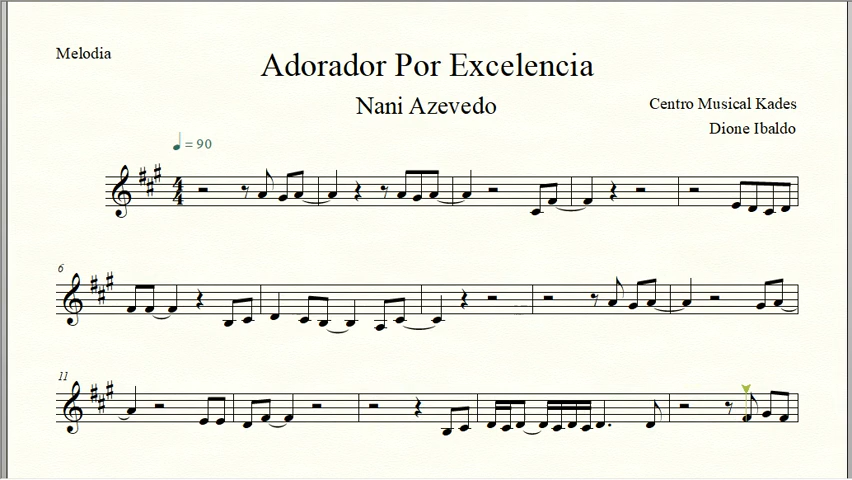 Melodia
Adorador Por Excelencia
Nani Azevedo
Centro Musical Kades
Dione Ibaldo
= 90
4
4
6
11